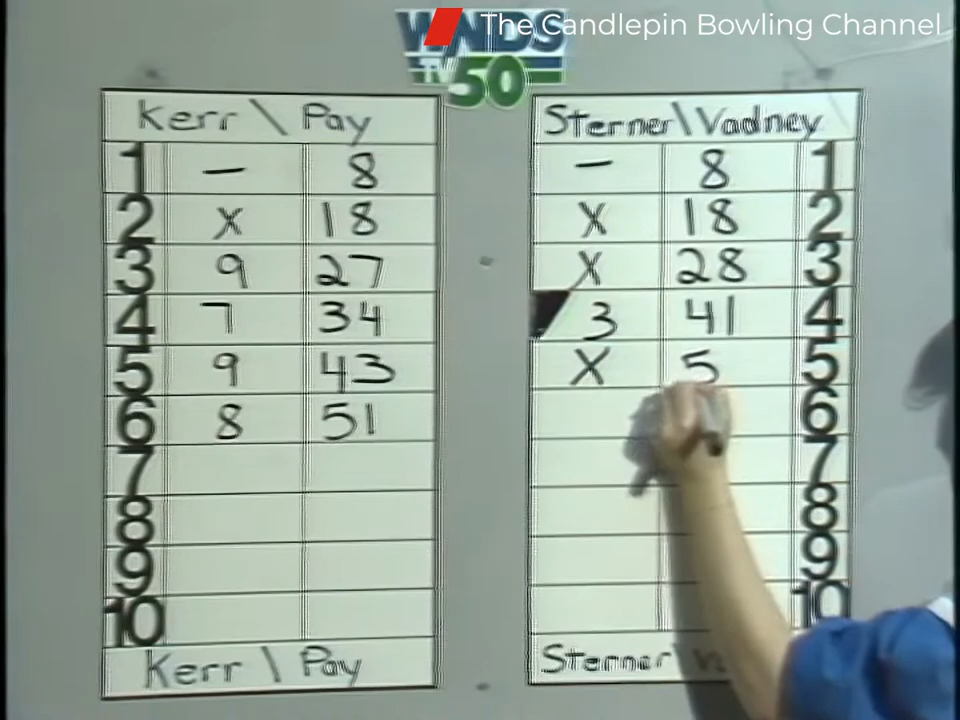 The Candlepin Bowling Channel
WNDS
TV 50
Kerr \ Pay
1 – 8
2 X 18
3 9 27
4 7 34
5 9 43
6 8 51
7
8
9
10
Kerr \ Pay
Sterner \ Vadney
– 8 1
X 18 2
X 28 3
3 41 4
X 5 5
6
7
8
9
10
Sterner \